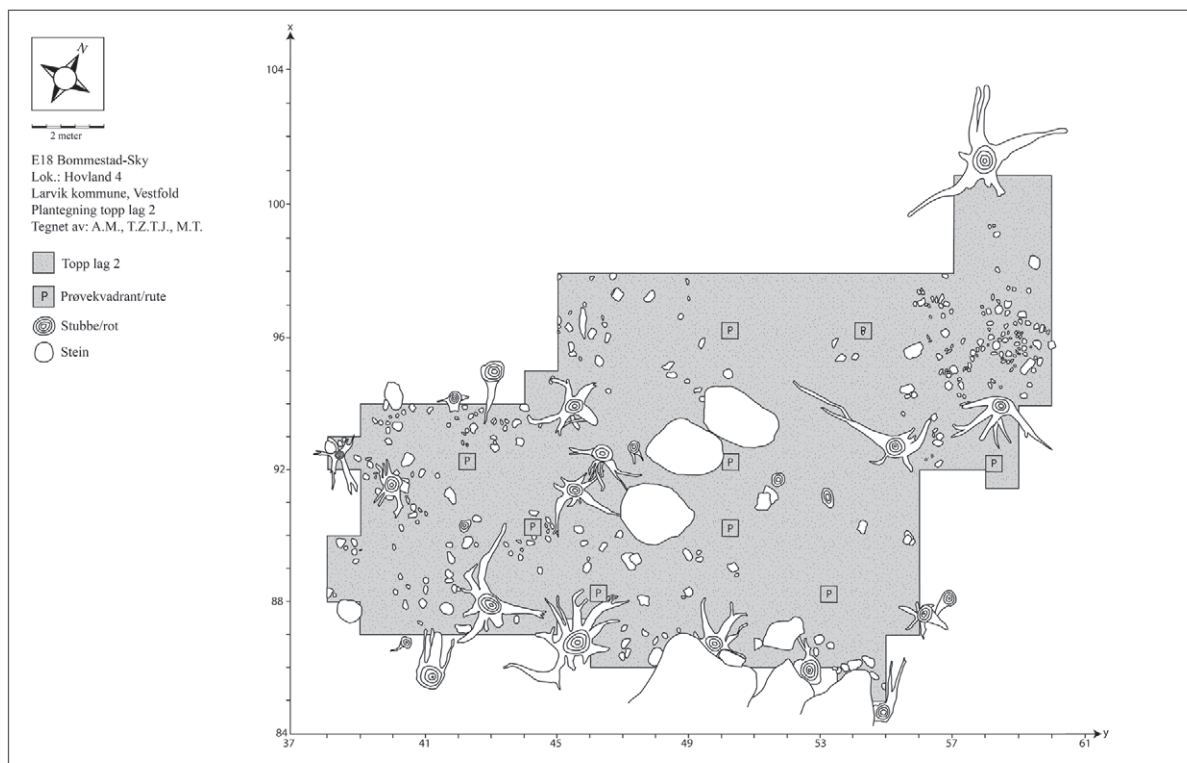 N
2 meter
E18 Bommestad-Sky
Lok.: Hovland 4
Larvik kommune, Vestfold
Plantegning topp lag 2
Tegnet av: A.M., T.Z.T.J., M.T.
Topp lag 2
P Prøvekvadrant/rute
Stubbe/rot
Stein
x
104
100
96
92
88
84
P
P
P
P
P
P
P
P
P
37
41
45
49
53
57
61
y